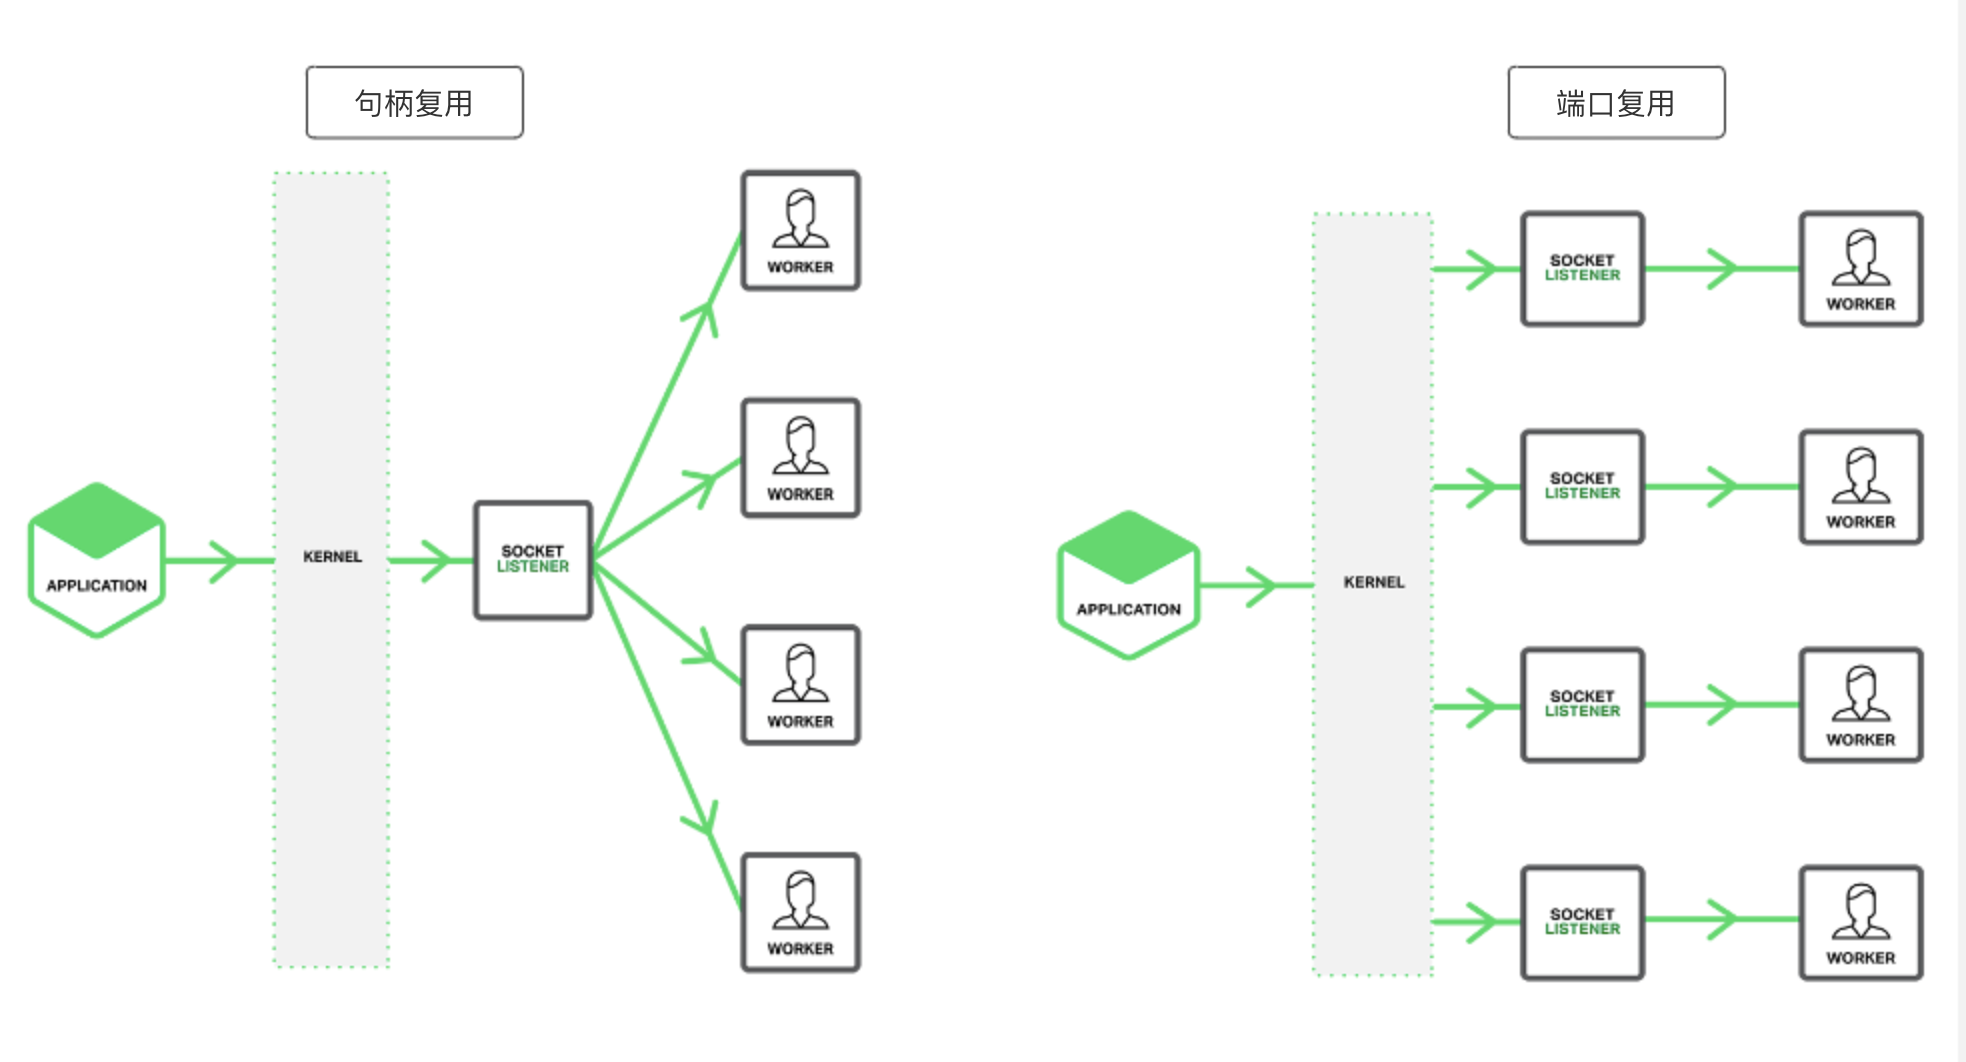 句柄复用
WORKER
WORKER
APPLICATION
KERNEL
SOCKET
LISTENER
WORKER
WORKER
端口复用
SOCKET
LISTENER
WORKER
SOCKET
LISTENER
WORKER
APPLICATION
KERNEL
SOCKET
LISTENER
WORKER
SOCKET
LISTENER
WORKER